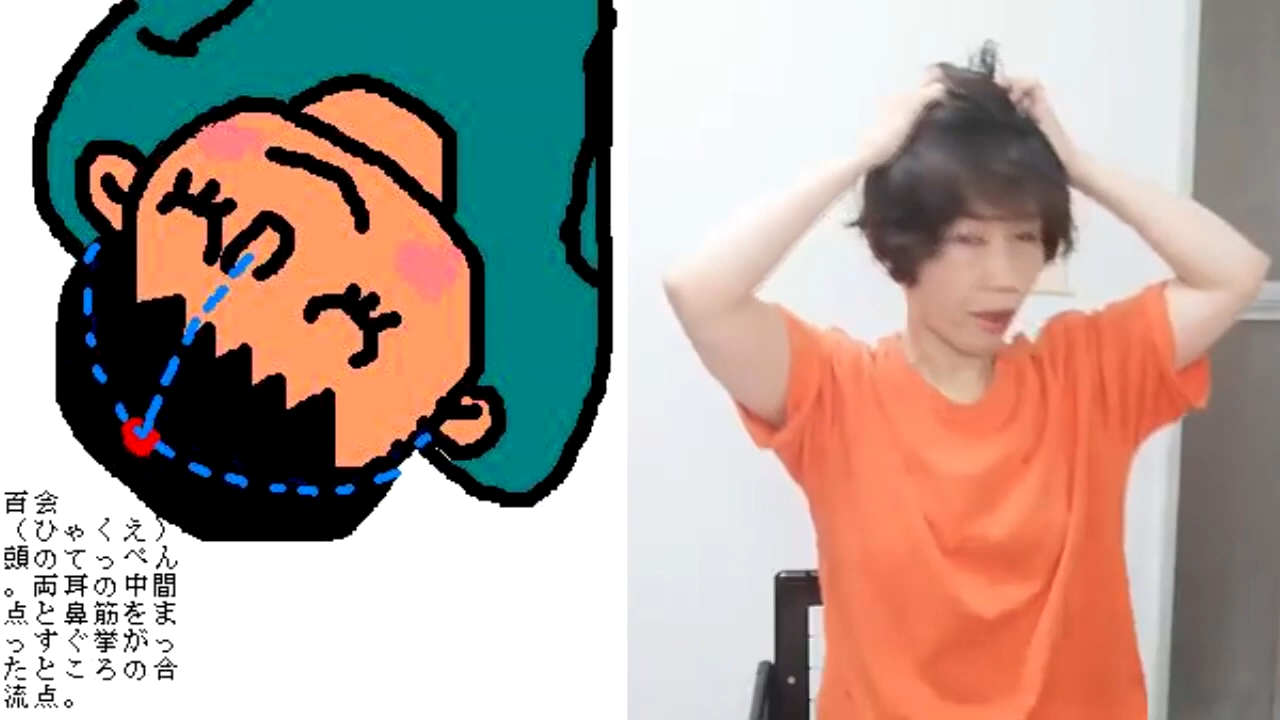 百会
（ひゃくえ）
頭のてっぺん
。両耳の中間
点と鼻筋をま
っすぐ挙がっ
たところの合
流点。